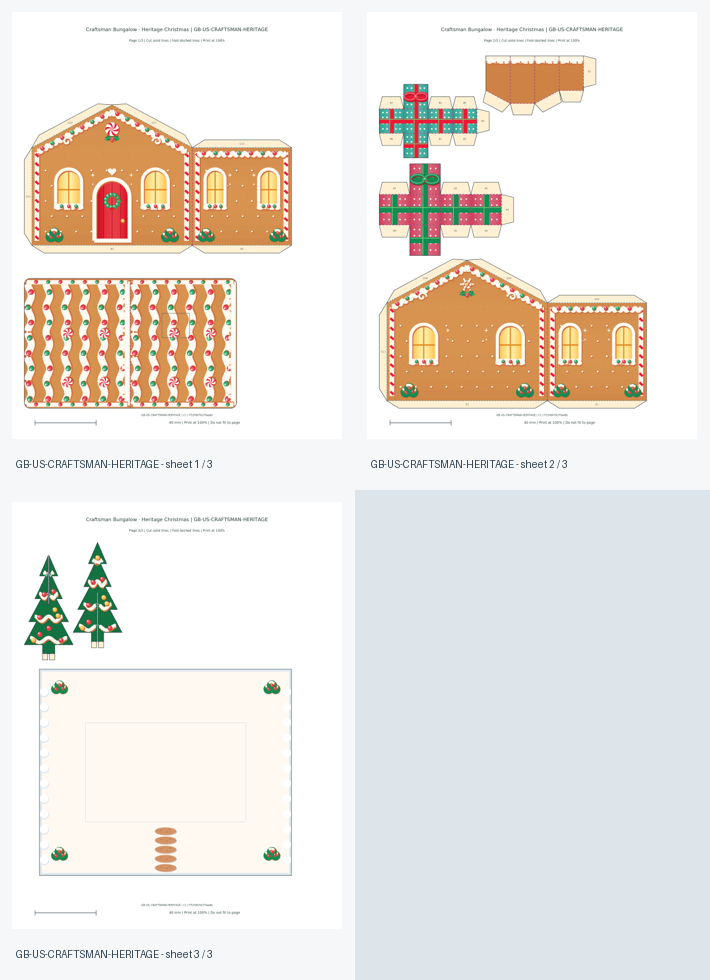 Craftsman Bungalow · Heritage Christmas | GB-US-CRAFTSMAN-HERITAGE
Page 1/3 | Cut solid lines | Fold dashed lines | Print at 100%
40 mm | Print at 100% | Do not fit to page
GB-US-CRAFTSMAN-HERITAGE - sheet 1 / 3
Craftsman Bungalow · Heritage Christmas | GB-US-CRAFTSMAN-HERITAGE
Page 2/3 | Cut solid lines | Fold dashed lines | Print at 100%
40 mm | Print at 100% | Do not fit to page
GB-US-CRAFTSMAN-HERITAGE - sheet 2 / 3
Craftsman Bungalow · Heritage Christmas | GB-US-CRAFTSMAN-HERITAGE
Page 3/3 | Cut solid lines | Fold dashed lines | Print at 100%
40 mm | Print at 100% | Do not fit to page
GB-US-CRAFTSMAN-HERITAGE - sheet 3 / 3